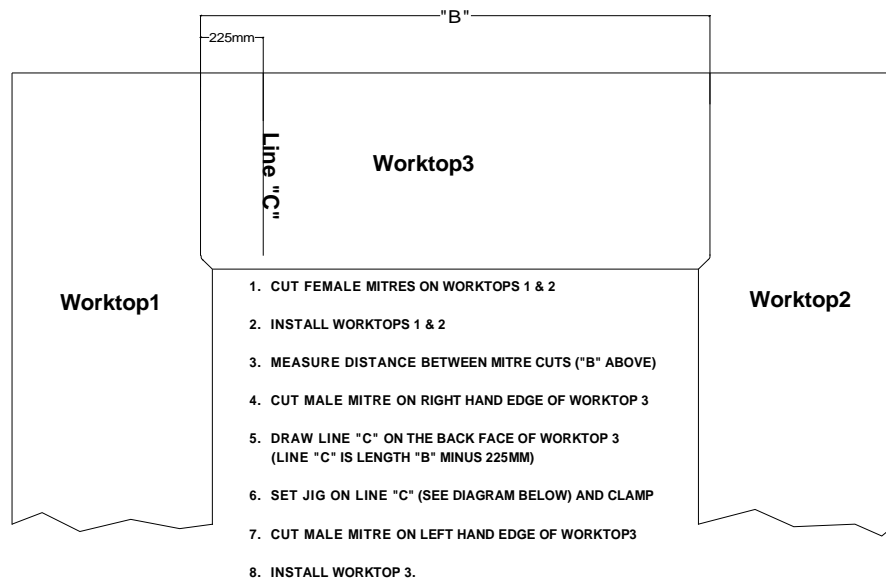 "B"
225mm
Line "C"
Worktop3
Worktop1
Worktop2
1. CUT FEMALE MITRES ON WORKTOPS 1 & 2
2. INSTALL WORKTOPS 1 & 2
3. MEASURE DISTANCE BETWEEN MITRE CUTS ("B" ABOVE)
4. CUT MALE MITRE ON RIGHT HAND EDGE OF WORKTOP 3
5. DRAW LINE "C" ON THE BACK FACE OF WORKTOP 3
(LINE "C" IS LENGTH "B" MINUS 225MM)
6. SET JIG ON LINE "C" (SEE DIAGRAM BELOW) AND CLAMP
7. CUT MALE MITRE ON LEFT HAND EDGE OF WORKTOP3
8. INSTALL WORKTOP 3.